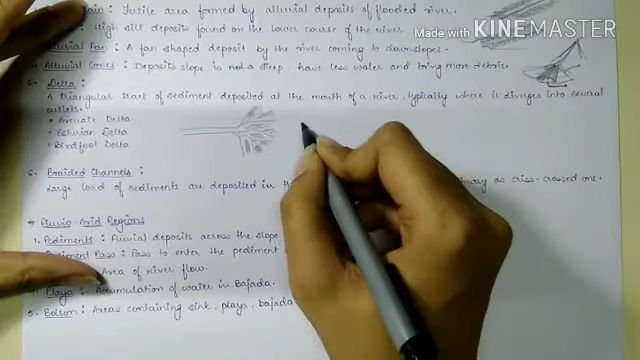 ain : Fertile area formed by alluvial deposits of flooded river.
: High silt deposits found on the lower course of the river
Alluvial Fan : A fan shaped deposit by the river coming to downslopes.
Alluvial Cones : Deposits slope is not a steep, have less water and bring more debris.
5. Delta :
A triangular tract of sediment deposited at the mouth of a river, typically where it diverges into several
outlets.
• Arcuate Delta
• Esturian Delta
• Birdfoot Delta
6. Braided Channels :
Large load of sediments are deposited in th way as criss-crossed one.
Fluvio-Arid Regions
1. Pediments : Fluvial deposits across the slope
Pediment Pass : Pass to enter the pediment
Area of River flow.
Playa : Accumulation of water in Bajada.
5. Bolson : Areas containing sink, playa, bajada
Made with KINEMASTER